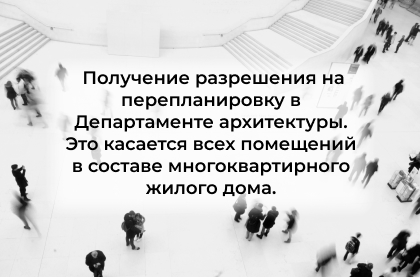 Получение разрешения на
перепланировку в
Департаменте архитектуры.
Это касается всех помещений
в составе многоквартирного
жилого дома.